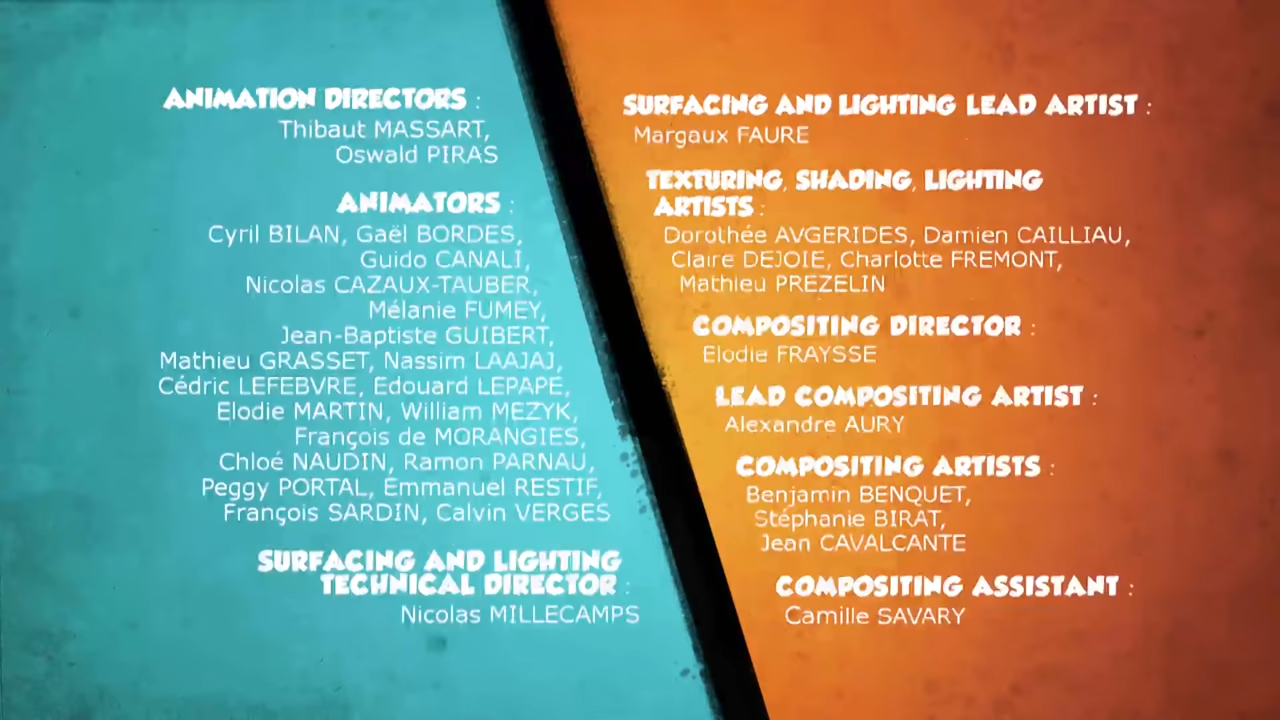 ANIMATION DIRECTORS :
Thibaut MASSART,
Oswald PIRAS
ANIMATORS :
Cyril BILAN, Gaël BORDES,
Guido CANALI,
Nicolas CAZAUX-TAUBER,
Mélanie FUMEY,
Jean-Baptiste GUIBERT,
Mathieu GRASSET, Nassim LAAJAJ,
Cédric LEFEBVRE, Edouard LEPAPE,
Elodie MARTIN, William MEZYK,
François de MORANGIES,
Chloé NAUDIN, Ramon PARNAU,
Peggy PORTAL, Emmanuel RESTIF,
François SARDIN, Calvin VERGES
SURFACING AND LIGHTING
TECHNICAL DIRECTOR :
Nicolas MILLECAMPS
SURFACING AND LIGHTING LEAD ARTIST :
Margaux FAURE
TEXTURING, SHADING, LIGHTING
ARTISTS :
Dorothée AVGERIDES, Damien CAILLIAU,
Claire DEJOIE, Charlotte FREMONT,
Mathieu PREZELIN
COMPOSITING DIRECTOR :
Elodie FRAYSSE
LEAD COMPOSITING ARTIST :
Alexandre AURY
COMPOSITING ARTISTS :
Benjamin BENQUET,
Stéphanie BIRAT,
Jean CAVALCANTE
COMPOSITING ASSISTANT :
Camille SAVARY